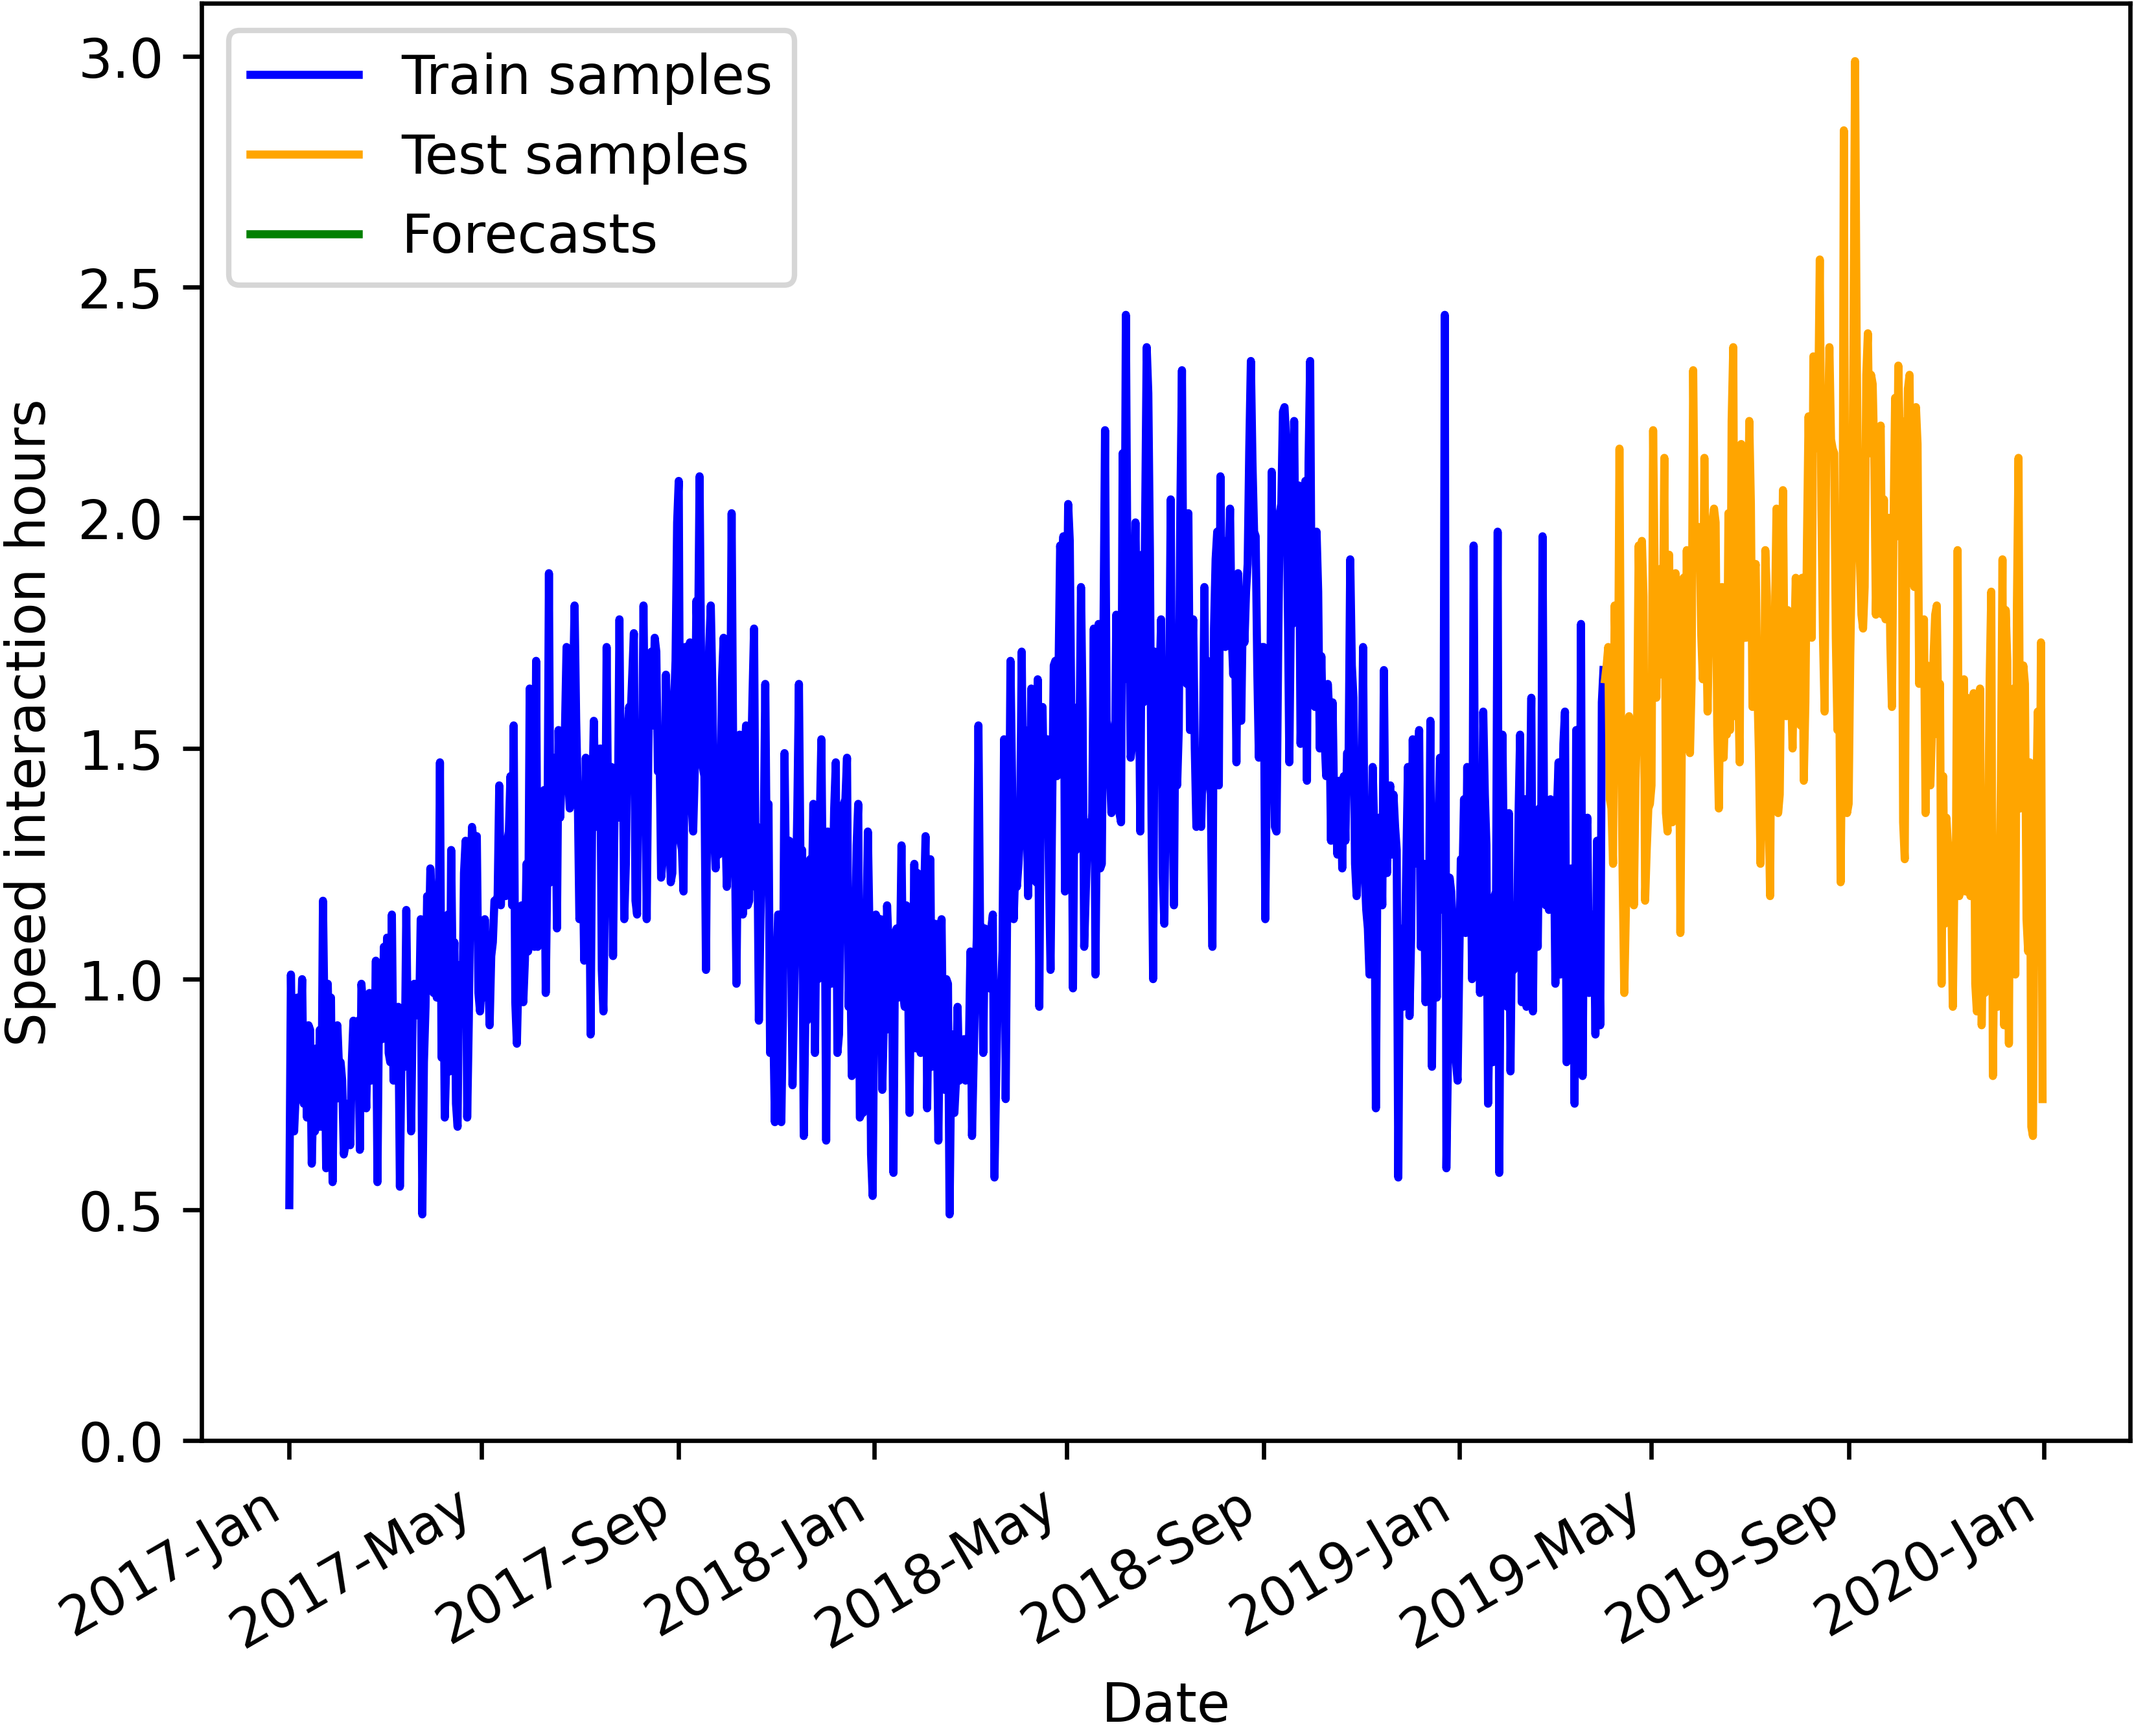 Train samples
Test samples
Forecasts
3.0
2.5
2.0
1.5
1.0
0.5
0.0
Speed interaction hours
2017-Jan
2017-May
2017-Sep
2018-Jan
2018-May
2018-Sep
2019-Jan
2019-May
2019-Sep
2020-Jan
Date